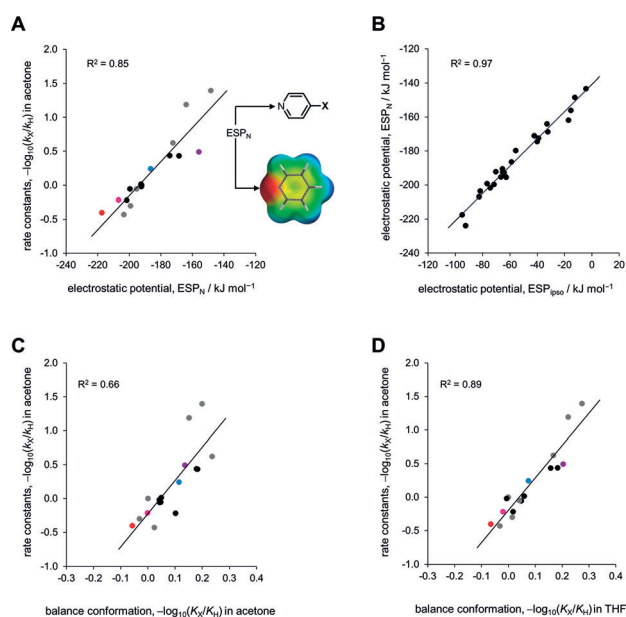 A
R² = 0.85
rate constants, –log₁₀(kX/kH) in acetone
2.0
1.5
1.0
0.5
0.0
-0.5
-1.0
-240 -220 -200 -180 -160 -140 -120
electrostatic potential, ESPN / kJ mol⁻¹
N X
ESPN
B
R² = 0.97
electrostatic potential, ESPN / kJ mol⁻¹
-120
-140
-160
-180
-200
-220
-240
-120 -100 -80 -60 -40 -20 0 20
electrostatic potential, ESPipso / kJ mol⁻¹
C
R² = 0.66
rate constants, –log₁₀(kX/kH) in acetone
2.0
1.5
1.0
0.5
0.0
-0.5
-1.0
-0.3 -0.2 -0.1 0.0 0.1 0.2 0.3 0.4
balance conformation, –log₁₀(KX/KH) in acetone
D
R² = 0.89
rate constants, –log₁₀(kX/kH) in acetone
2.0
1.5
1.0
0.5
0.0
-0.5
-1.0
-0.3 -0.2 -0.1 0.0 0.1 0.2 0.3 0.4
balance conformation, –log₁₀(KX/KH) in THF